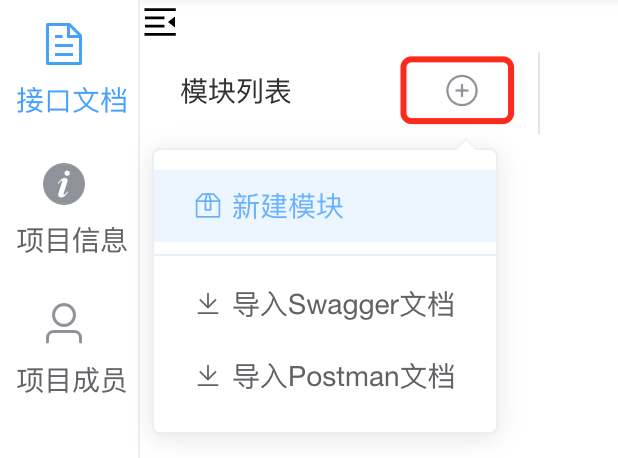 接口文档
项目信息
项目成员
模块列表
新建模块
导入Swagger文档
导入Postman文档